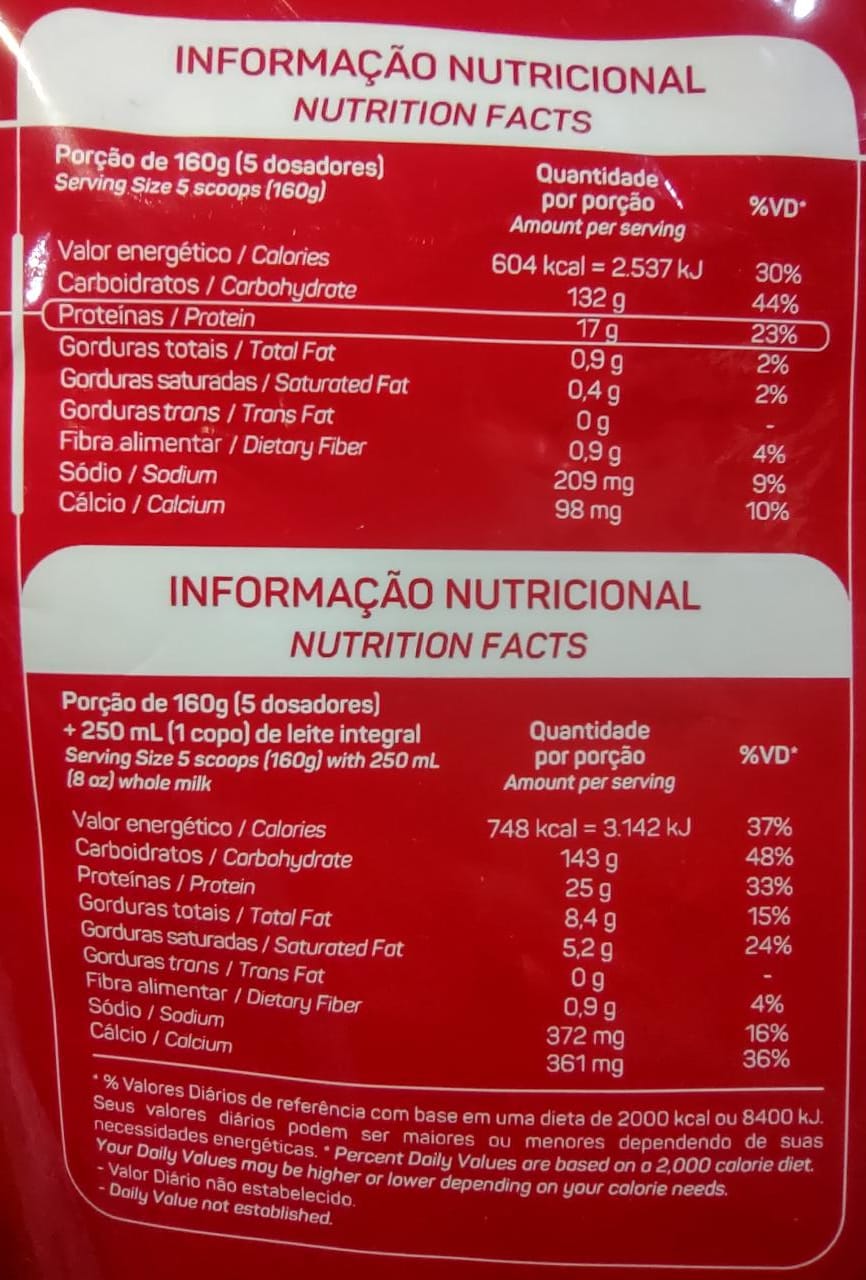 INFORMAÇÃO NUTRICIONAL
NUTRITION FACTS
Porção de 160g (5 dosadores)
Serving Size 5 scoops (160g)
Quantidade
por porção
Amount per serving
%VD*
Valor energético / Calories 604 kcal = 2.537 kJ 30%
Carboidratos / Carbohydrate 132 g 44%
Proteínas / Protein 17 g 23%
Gorduras totais / Total Fat 0,9 g 2%
Gorduras saturadas / Saturated Fat 0,4 g 2%
Gorduras trans / Trans Fat 0 g -
Fibra alimentar / Dietary Fiber 0,9 g 4%
Sódio / Sodium 209 mg 9%
Cálcio / Calcium 98 mg 10%
INFORMAÇÃO NUTRICIONAL
NUTRITION FACTS
Porção de 160g (5 dosadores)
+ 250 mL (1 copo) de leite integral
Serving Size 5 scoops (160g) with 250 mL
(8 oz) whole milk
Quantidade
por porção
Amount per serving
%VD*
Valor energético / Calories 748 kcal = 3.142 kJ 37%
Carboidratos / Carbohydrate 143 g 48%
Proteínas / Protein 25 g 33%
Gorduras totais / Total Fat 8,4 g 15%
Gorduras saturadas / Saturated Fat 5,2 g 24%
Gorduras trans / Trans Fat 0 g -
Fibra alimentar / Dietary Fiber 0,9 g 4%
Sódio / Sodium 372 mg 16%
Cálcio / Calcium 361 mg 36%
* % Valores Diários de referência com base em uma dieta de 2000 kcal ou 8400 kJ.
Seus valores diários podem ser maiores ou menores dependendo de suas
necessidades energéticas. * Percent Daily Values are based on a 2,000 calorie diet.
Your Daily Values may be higher or lower depending on your calorie needs.
- Valor Diário não estabelecido.
- Daily Value not established.